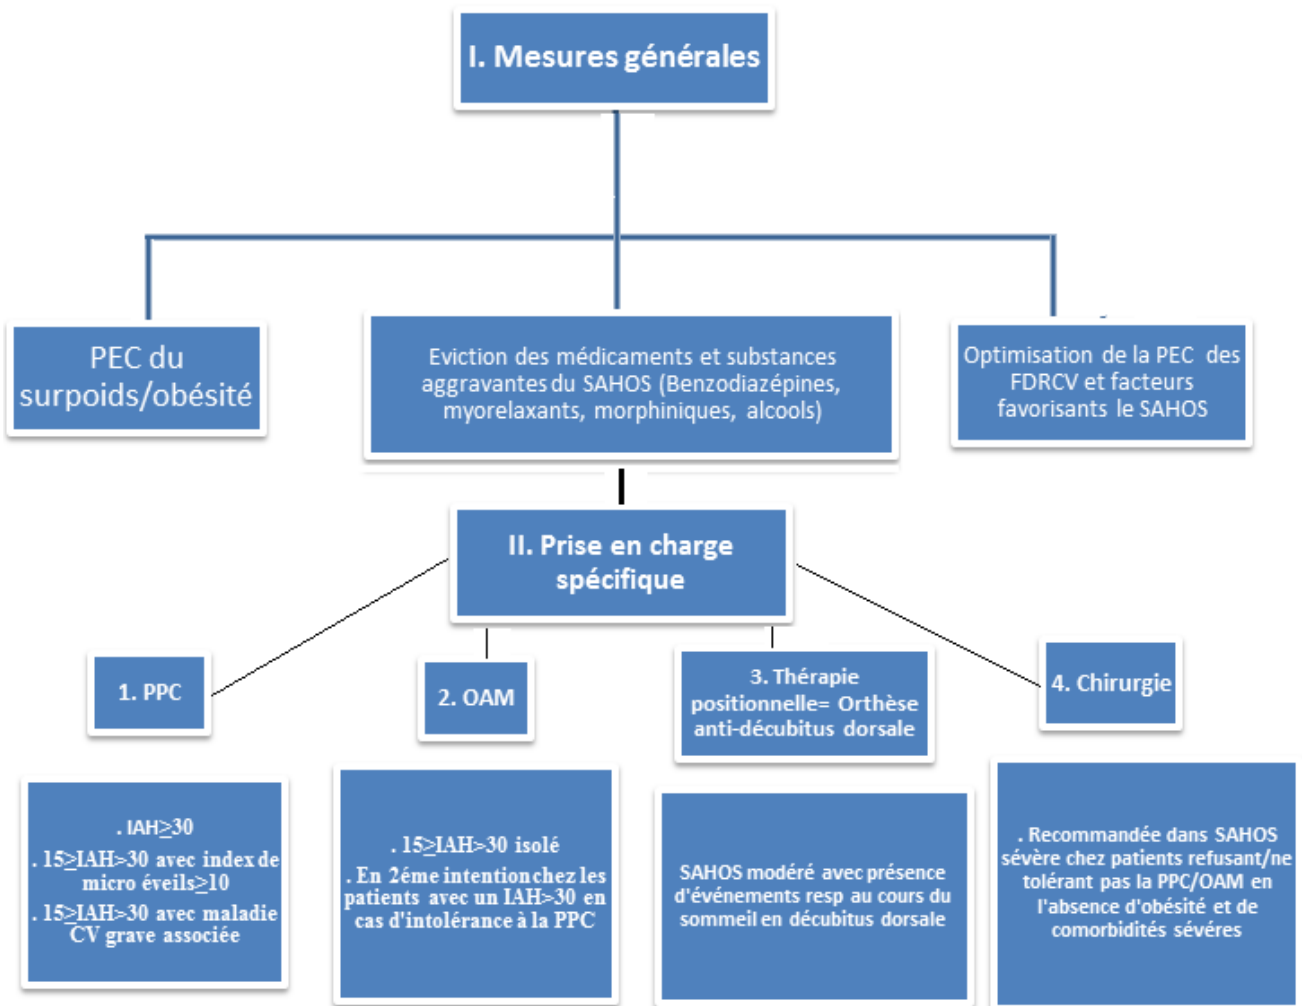 I. Mesures générales
PEC du
surpoids/obésité
Eviction des médicaments et substances
aggravantes du SAHOS (Benzodiazépines,
myorelaxants, morphiniques, alcools)
Optimisation de la PEC des
FDRCV et facteurs
favorisants le SAHOS
II. Prise en charge
spécifique
1. PPC
2. OAM
3. Thérapie
positionnelle= Orthèse
anti-décubitus dorsale
4. Chirurgie
. IAH≥30
. 15≥IAH>30 avec index de
micro éveils≥10
. 15≥IAH>30 avec maladie
CV grave associée
. 15≥IAH>30 isolé
. En 2éme intention chez les
patients avec un IAH>30 en
cas d'intolérance à la PPC
SAHOS modéré avec présence
d'événements resp au cours du
sommeil en décubitus dorsale
. Recommandée dans SAHOS
sévère chez patients refusant/ne
tolérant pas la PPC/OAM en
l'absence d'obésité et de
comorbidités sévéres